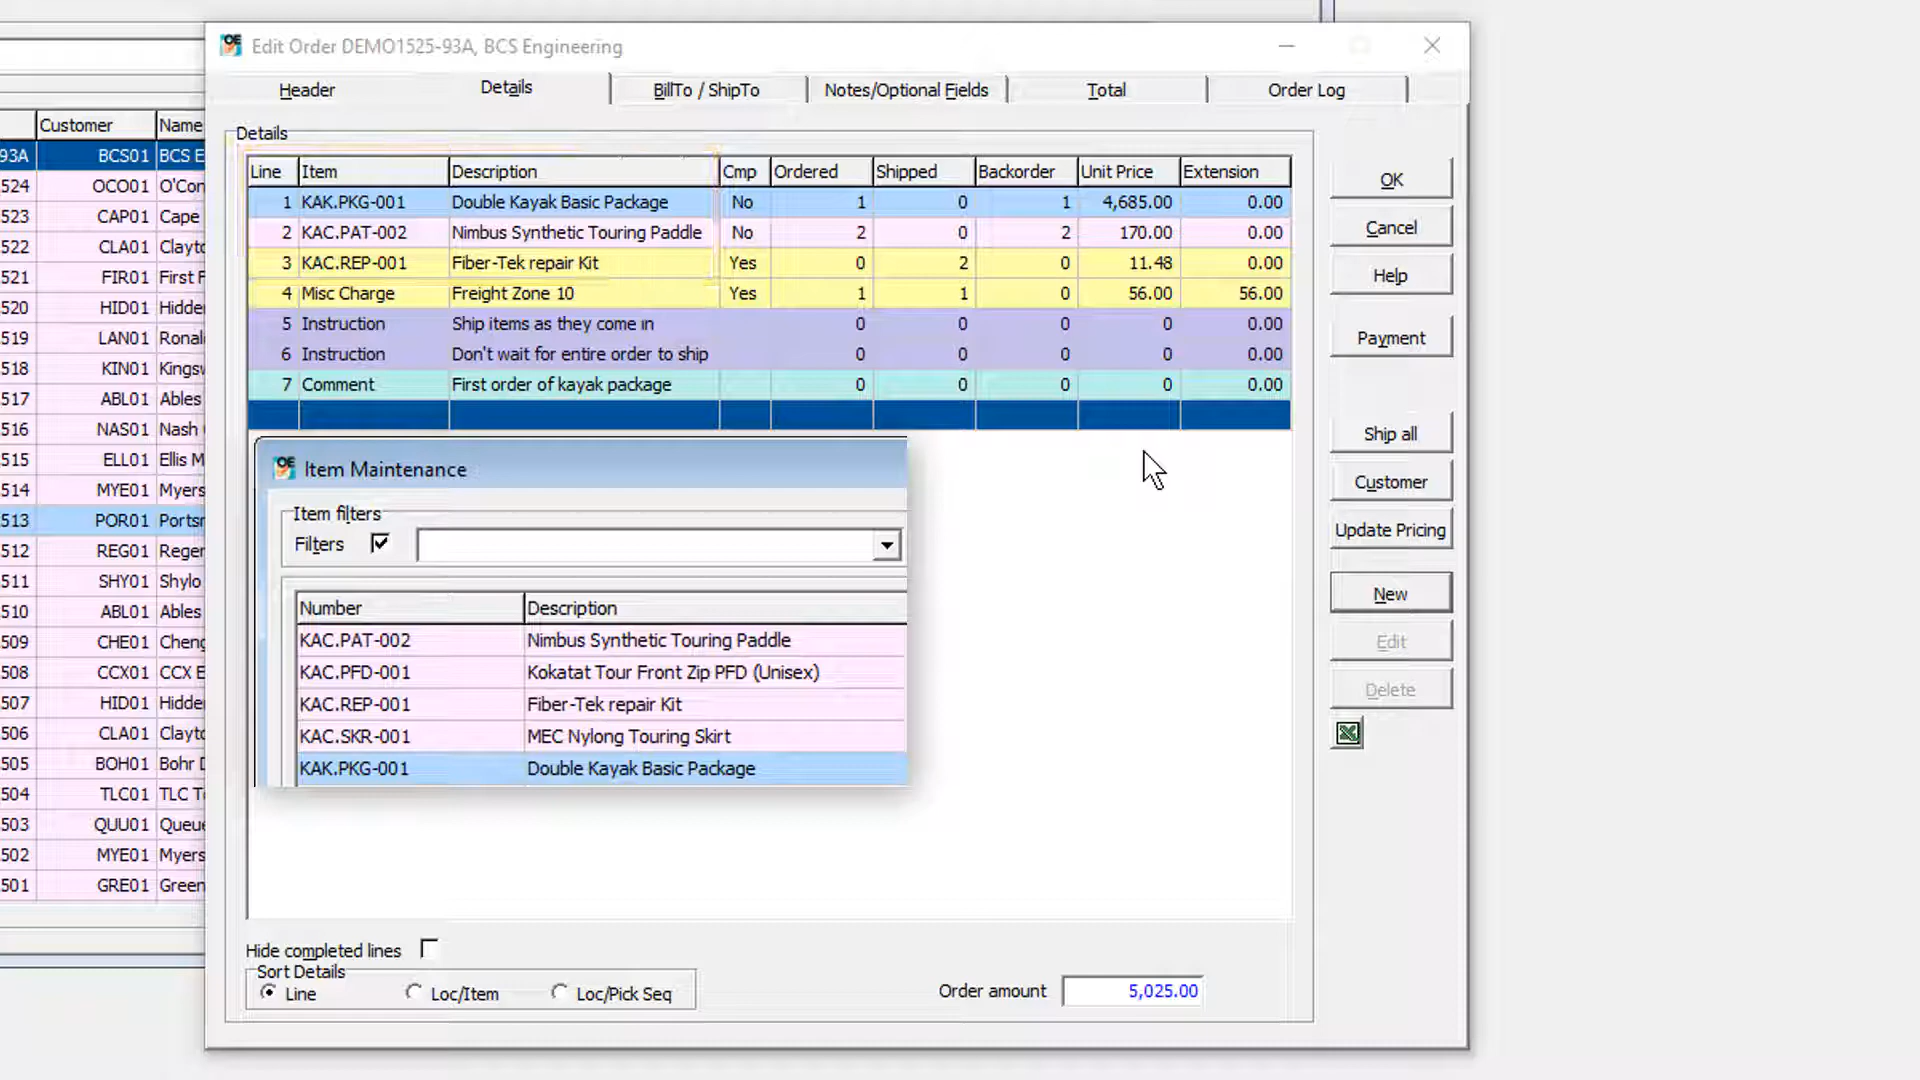 Edit Order DEMO1525-93A, BCS Engineering
Header Details BillTo / ShipTo Notes/Optional Fields Total Order Log
Customer Name
93A BCS01 BCS E
524 OCO01 O'Con
523 CAP01 Cape
522 CLA01 Clayto
521 FIR01 First F
520 HID01 Hidde
519 LAN01 Ronal
518 KIN01 Kingsw
517 ABL01 Ables
516 NAS01 Nash
515 ELL01 Ellis M
514 MYE01 Myers
513 POR01 Portsr
512 REG01 Reger
511 SHY01 Shylo
510 ABL01 Ables
509 CHE01 Cheng
508 CCX01 CCX E
507 HID01 Hidde
506 CLA01 Clayto
505 BOH01 Bohr D
504 TLC01 TLC T
503 QUU01 Queue
502 MYE01 Myers
501 GRE01 Green
Details
Line Item Description Cmp Ordered Shipped Backorder Unit Price Extension
1 KAK.PKG-001 Double Kayak Basic Package No 1 0 1 4,685.00 0.00
2 KAC.PAT-002 Nimbus Synthetic Touring Paddle No 2 0 2 170.00 0.00
3 KAC.REP-001 Fiber-Tek repair Kit Yes 0 2 0 11.48 0.00
4 Misc Charge Freight Zone 10 Yes 1 1 0 56.00 56.00
5 Instruction Ship items as they come in 0 0 0 0 0.00
6 Instruction Don't wait for entire order to ship 0 0 0 0 0.00
7 Comment First order of kayak package 0 0 0 0 0.00
OE Item Maintenance
Item filters
Filters
Number Description
KAC.PAT-002 Nimbus Synthetic Touring Paddle
KAC.PFD-001 Kokatat Tour Front Zip PFD (Unisex)
KAC.REP-001 Fiber-Tek repair Kit
KAC.SKR-001 MEC Nylong Touring Skirt
KAK.PKG-001 Double Kayak Basic Package
Hide completed lines
Sort Details
Line Loc/Item Loc/Pick Seq
Order amount 5,025.00
OK
Cancel
Help
Payment
Ship all
Customer
Update Pricing
New
Edit
Delete